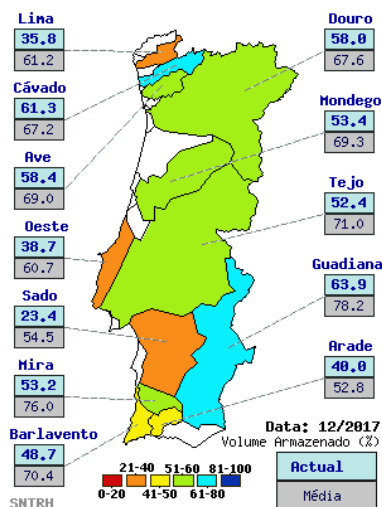 Lima
35.8
61.2
Cávado
61.3
67.2
Ave
58.4
69.0
Oeste
38.7
60.7
Sado
23.4
54.5
Mira
53.2
76.0
Barlavento
48.7
70.4
SNTRH
Douro
58.0
67.6
Mondego
53.4
69.3
Tejo
52.4
71.0
Guadiana
63.9
78.2
Arade
40.0
52.8
Data: 12/2017
Volume Armazenado (%)
Actual
Média
21-40 51-60 81-100
0-20 41-50 61-80